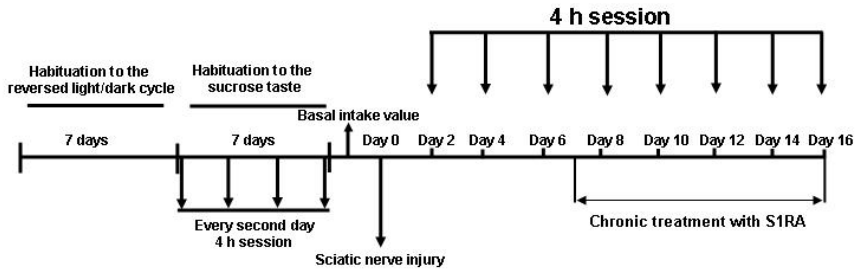 4 h session
Habituation to the
reversed light/dark cycle
Habituation to the
sucrose taste
Basal intake value
7 days
7 days
Day 0
Day 2
Day 4
Day 6
Day 8
Day 10
Day 12
Day 14
Day 16
Every second day
4 h session
Chronic treatment with S1RA
Sciatic nerve injury